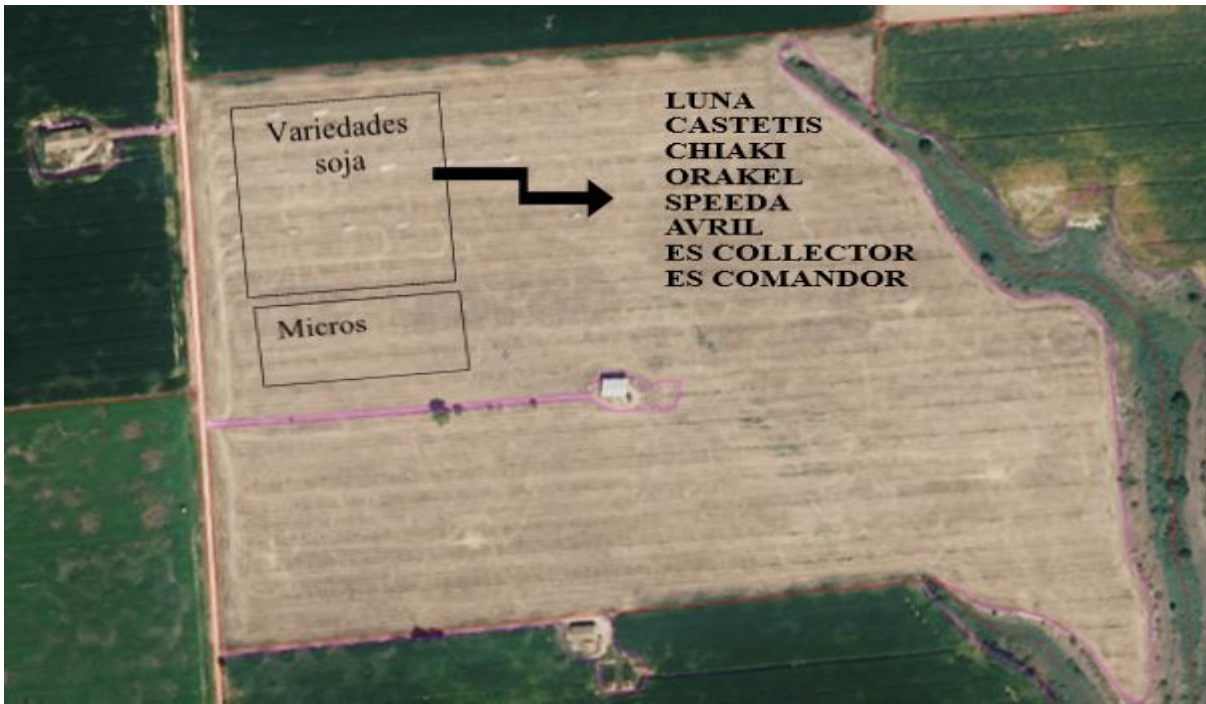 Variedades
soja
LUNA
CASTETIS
CHIAKI
ORAKEL
SPEEDA
AVRIL
ES COLLECTOR
ES COMANDOR
Micros